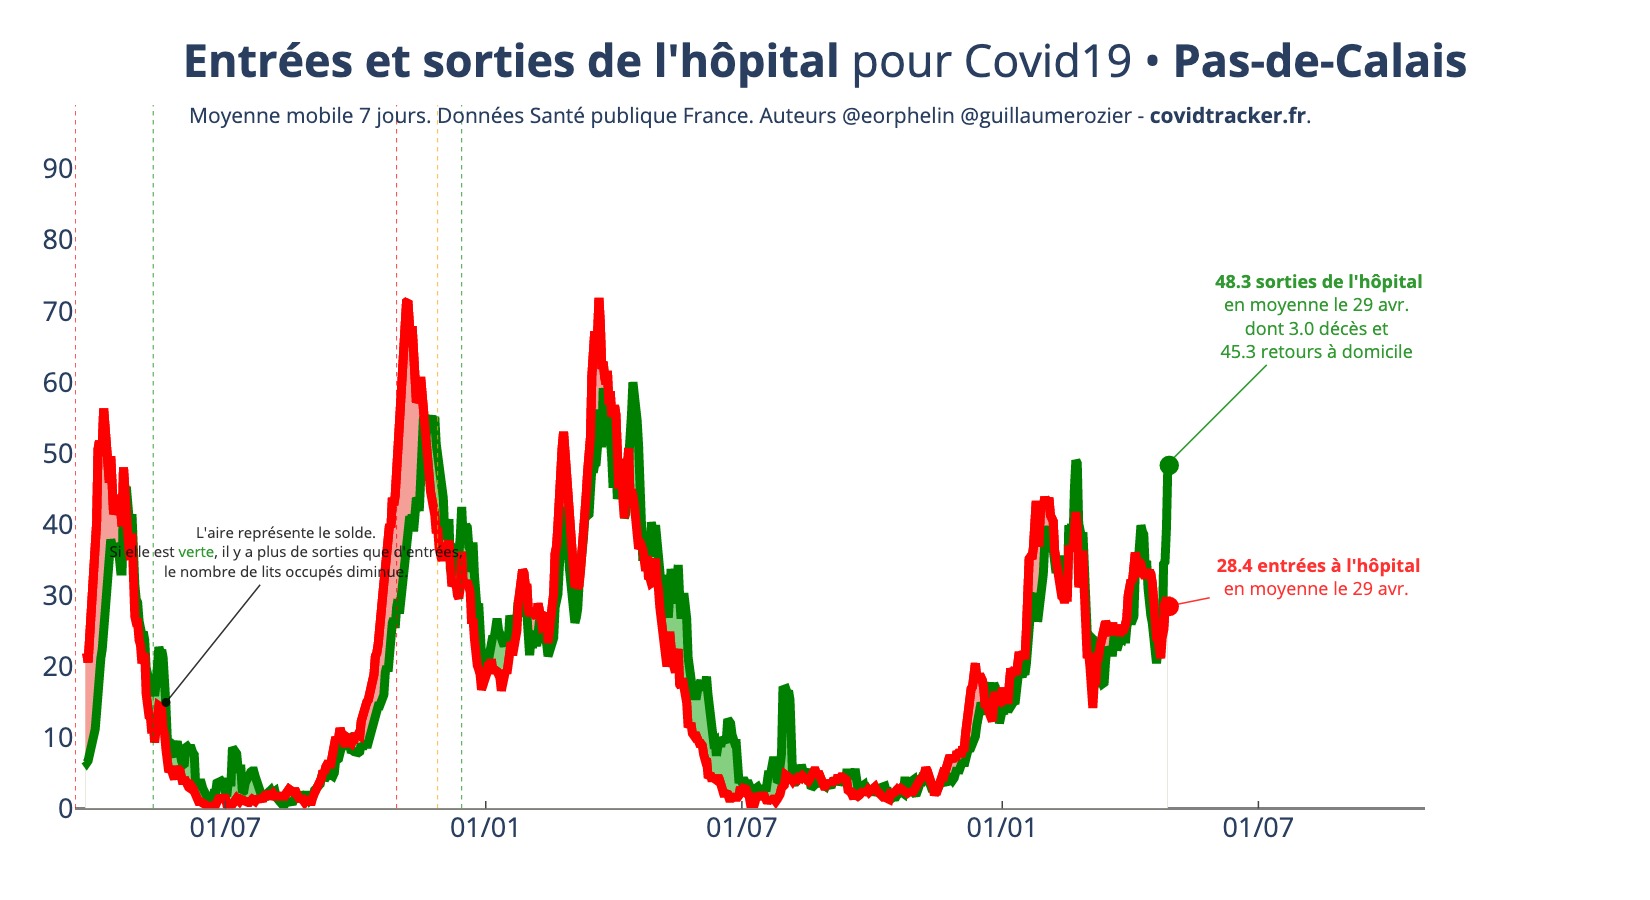 Entrées et sorties de l'hôpital pour Covid19 • Pas-de-Calais
Moyenne mobile 7 jours. Données Santé publique France. Auteurs @eorphelin @guillaumerozier - covidtracker.fr.
90
80
70
60
50
40
30
20
10
0
48.3 sorties de l'hôpital
en moyenne le 29 avr.
dont 3.0 décès et
45.3 retours à domicile
L'aire représente le solde.
Si elle est verte, il y a plus de sorties que d'entrées,
le nombre de lits occupés diminue.
28.4 entrées à l'hôpital
en moyenne le 29 avr.
01/07 01/01 01/07 01/01 01/07